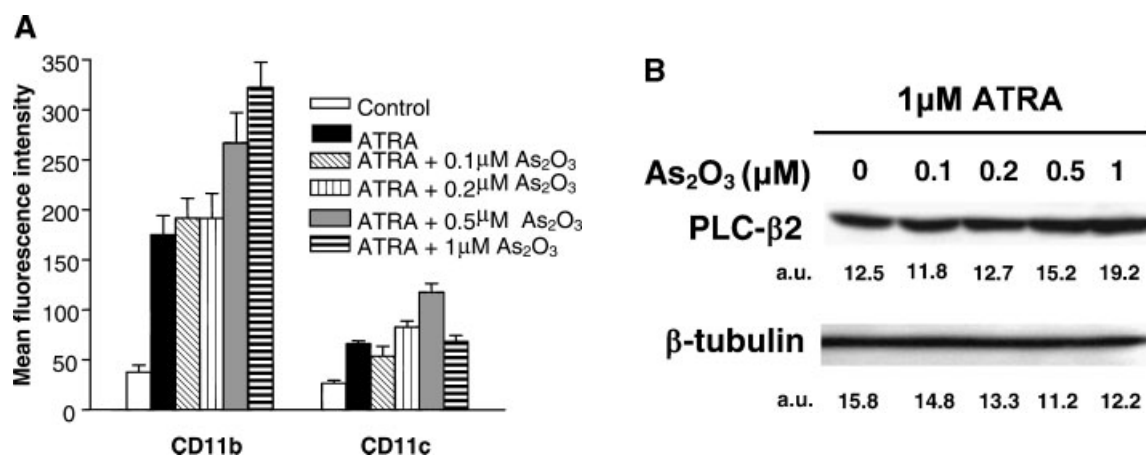 A
Mean fluorescence intensity
350
300
250
200
150
100
50
0
Control
ATRA
ATRA + 0.1µM As₂O₃
ATRA + 0.2µM As₂O₃
ATRA + 0.5µM As₂O₃
ATRA + 1µM As₂O₃
CD11b CD11c
B
1µM ATRA
As₂O₃ (µM) 0 0.1 0.2 0.5 1
PLC-β2
a.u. 12.5 11.8 12.7 15.2 19.2
β-tubulin
a.u. 15.8 14.8 13.3 11.2 12.2